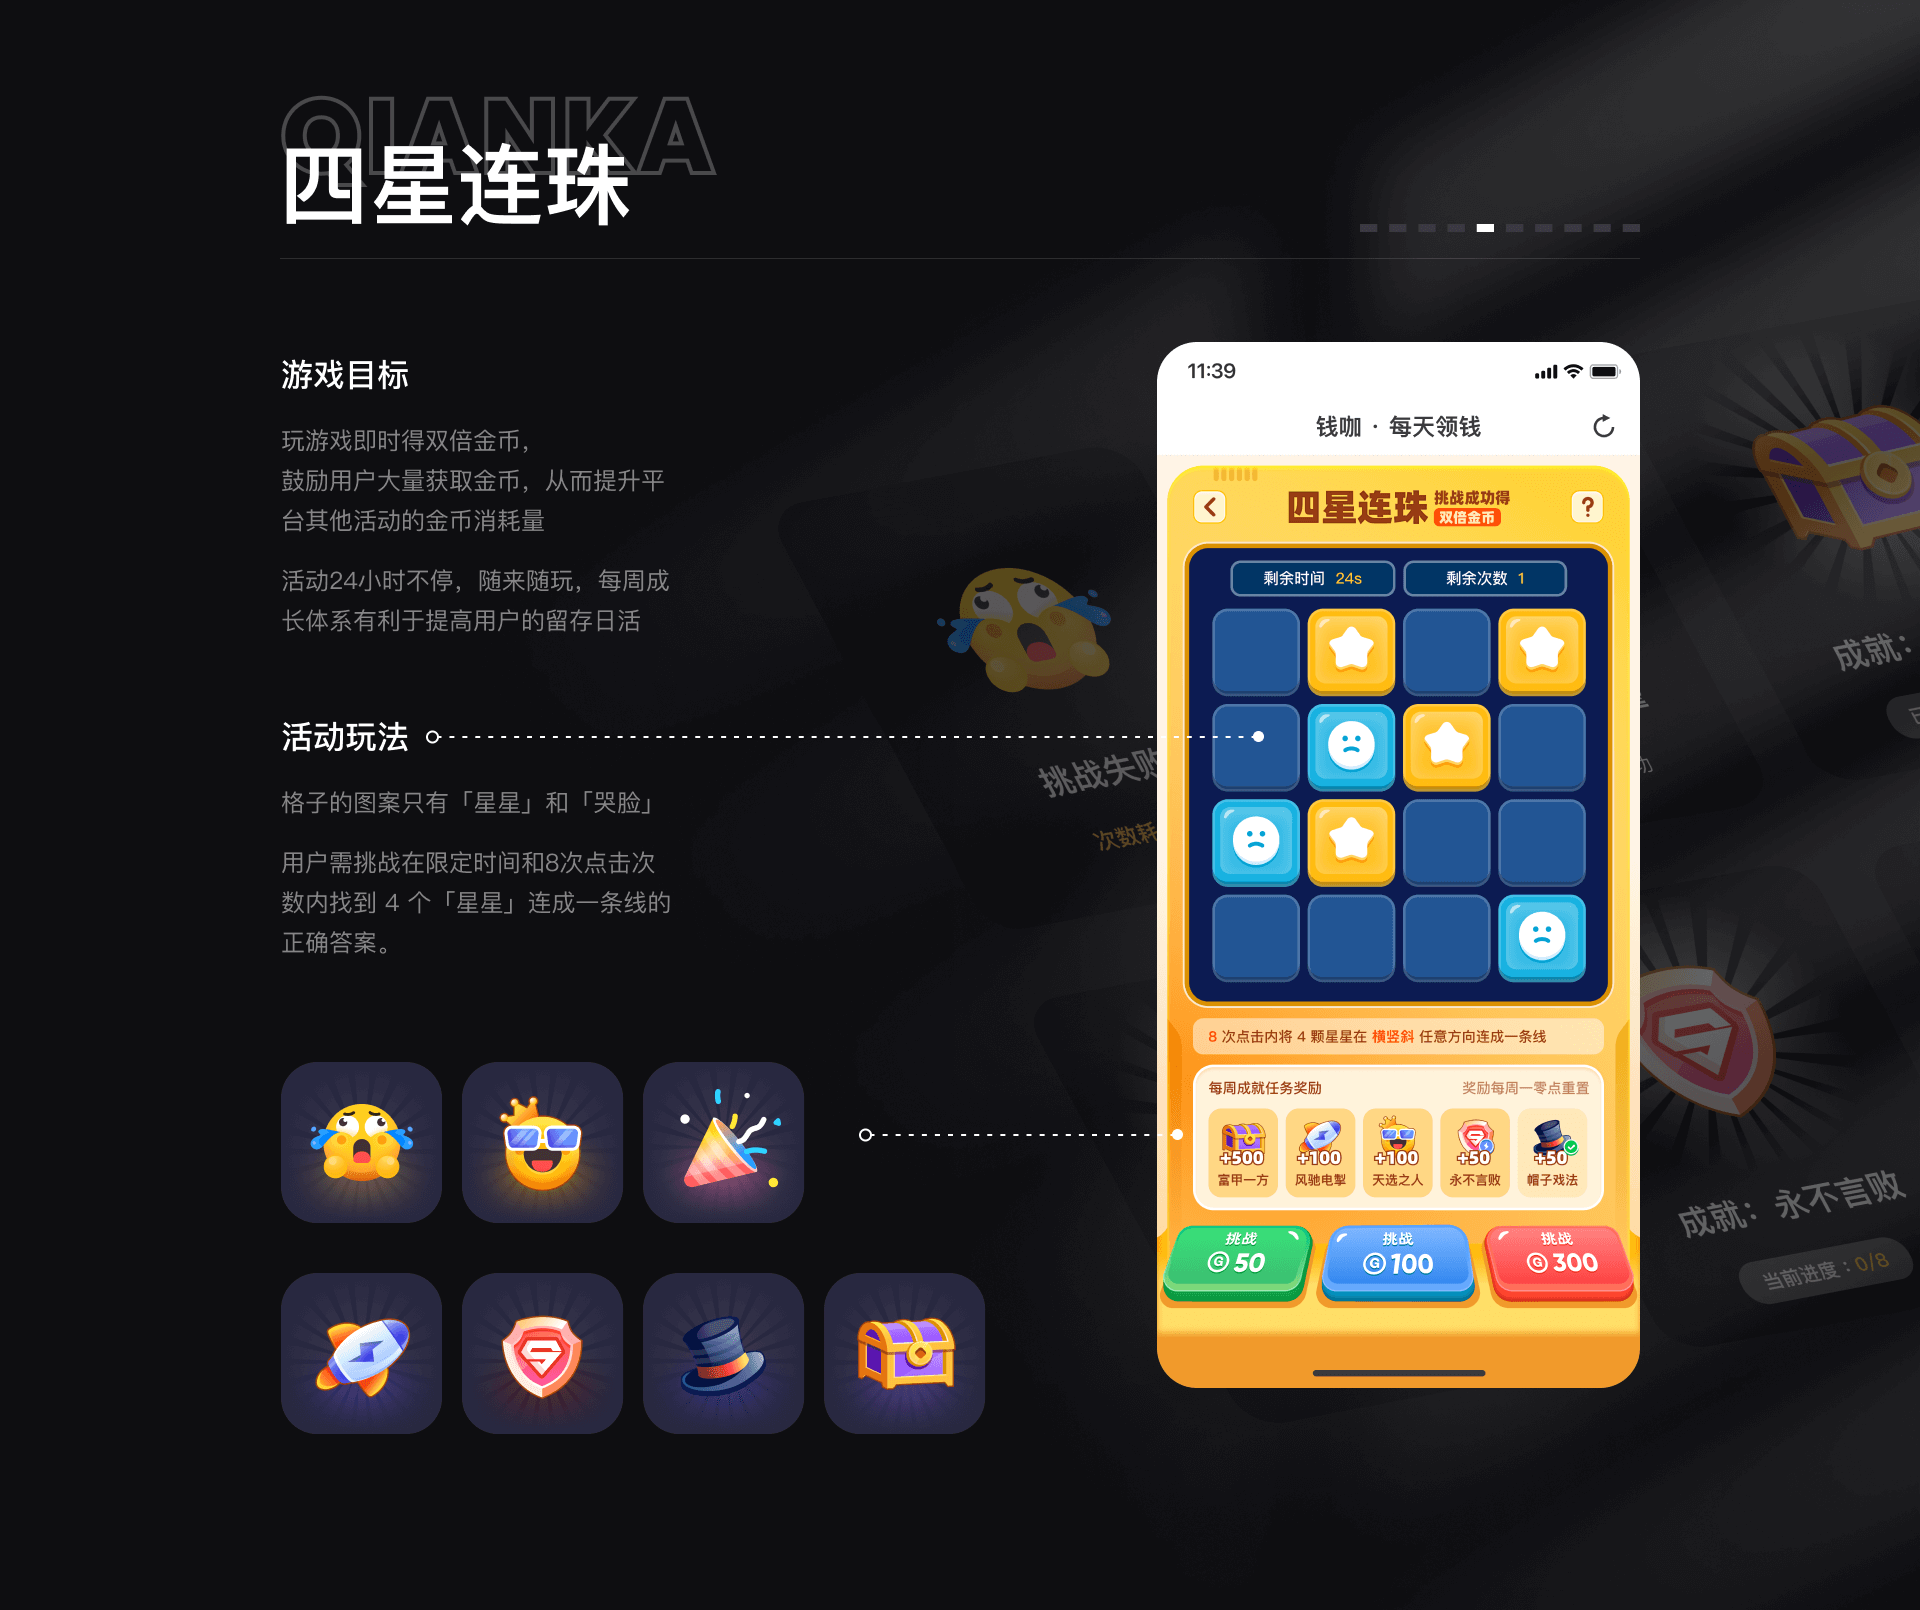 QIANKA
四星连珠
游戏目标
玩游戏即时得双倍金币，
鼓励用户大量获取金币，从而提升平
台其他活动的金币消耗量
活动24小时不停，随来随玩，每周成
长体系有利于提高用户的留存日活
活动玩法
格子的图案只有「星星」和「哭脸」
用户需挑战在限定时间和8次点击次
数内找到 4 个「星星」连成一条线的
正确答案。
11:39
钱咖 · 每天领钱
四星连珠
挑战成功得
双倍金币
?
剩余时间 24s
剩余次数 1
8 次点击内将 4 颗星星在 横竖斜 任意方向连成一条线
每周成就任务奖励
奖励每周一零点重置
+500
+100
+100
+50
+50
富甲一方
风驰电掣
天选之人
永不言败
帽子戏法
挑战
G 50
挑战
G 100
挑战
G 300
挑战失败
次数耗
成就：
成就：永不言败
当前进度：0/8